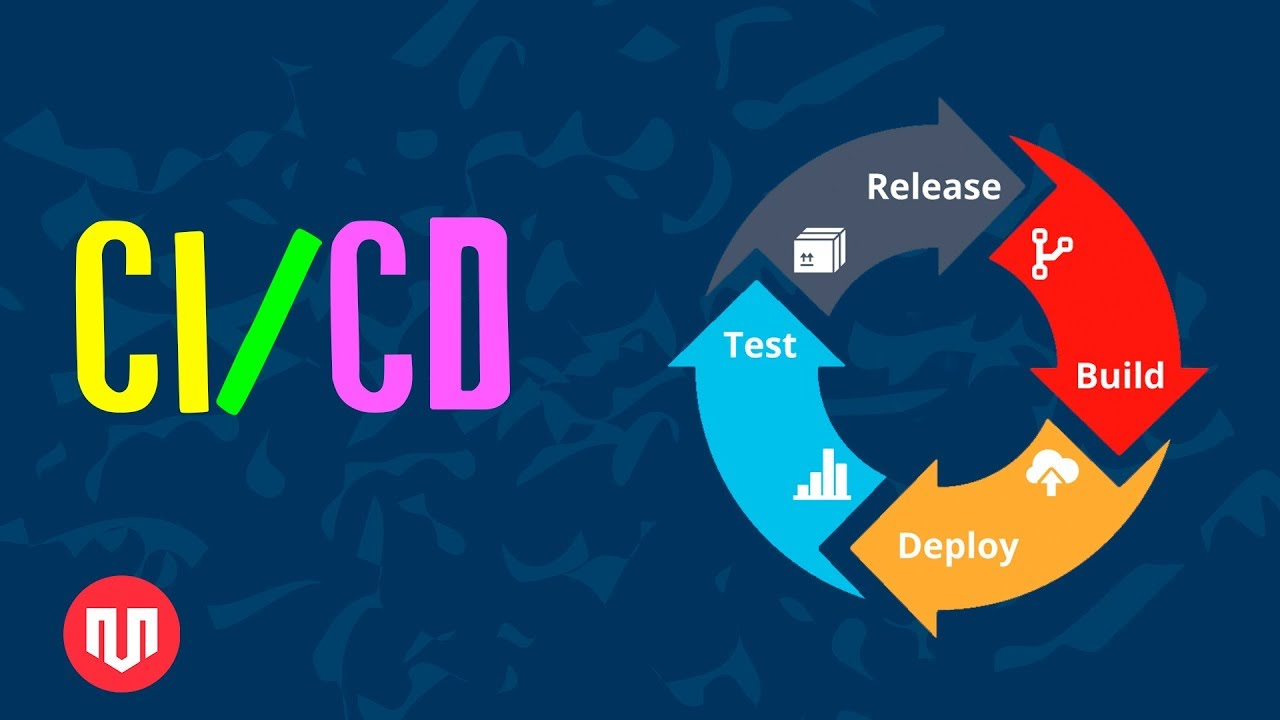 CI/CD
Release
Build
Deploy
Test